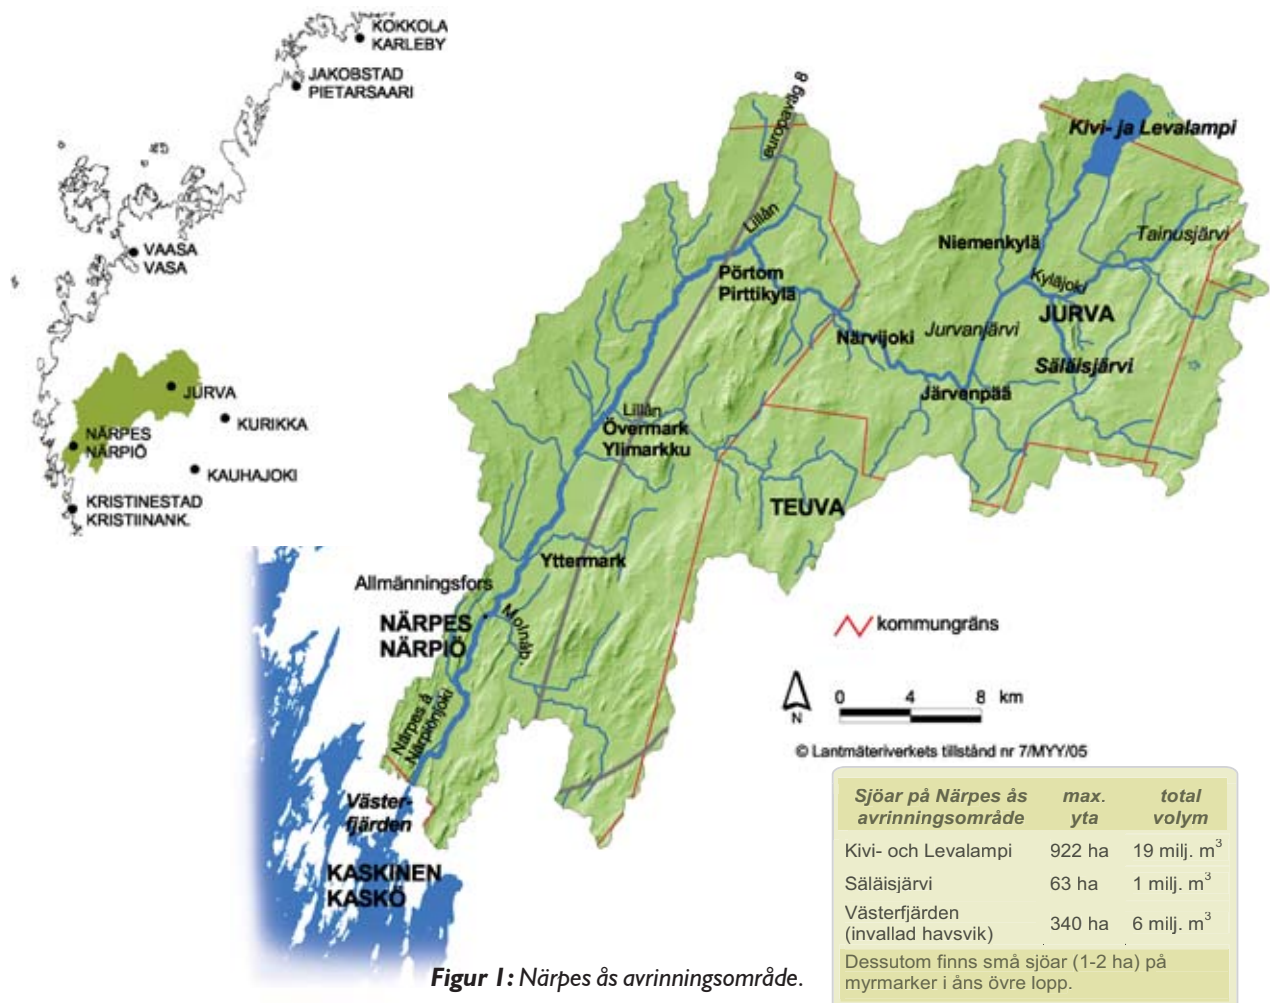 KOKKOLA
KARLEBY
JAKOBSTAD
PIETARSAARI
VAASA
VASA
JURVA
KURIKKA
NÄRPES
NÄRPIÖ
KAUHAJOKI
KRISTINESTAD
KRISTIINANK.
europaväg 8
Kivi- ja Levalampi
Lillån
Niemenkylä
Tainusjärvi
Pörtom
Pirttikylä
Kyläjoki
JURVA
Närvijoki
Jurvanjärvi
Säläisjärvi
Järvenpää
Lillån
Övermark
Ylimarkku
TEUVA
Yttermark
Allmänningsfors
NÄRPES
NÄRPIÖ
Molnåb.
Närpes å
Närpiönjoki
Väster-
fjärden
KASKINEN
KASKÖ
kommungräns
N
0 4 8 km
© Lantmäteriverkets tillstånd nr 7/MYY/05
Sjöar på Närpes ås max. total
avrinningsområde yta volym
Kivi- och Levalampi 922 ha 19 milj. m³
Säläisjärvi 63 ha 1 milj. m³
Västerfjärden
(invallad havsvik) 340 ha 6 milj. m³
Dessutom finns små sjöar (1-2 ha) på
myrmarker i åns övre lopp.
Figur 1: Närpes ås avrinningsområde.